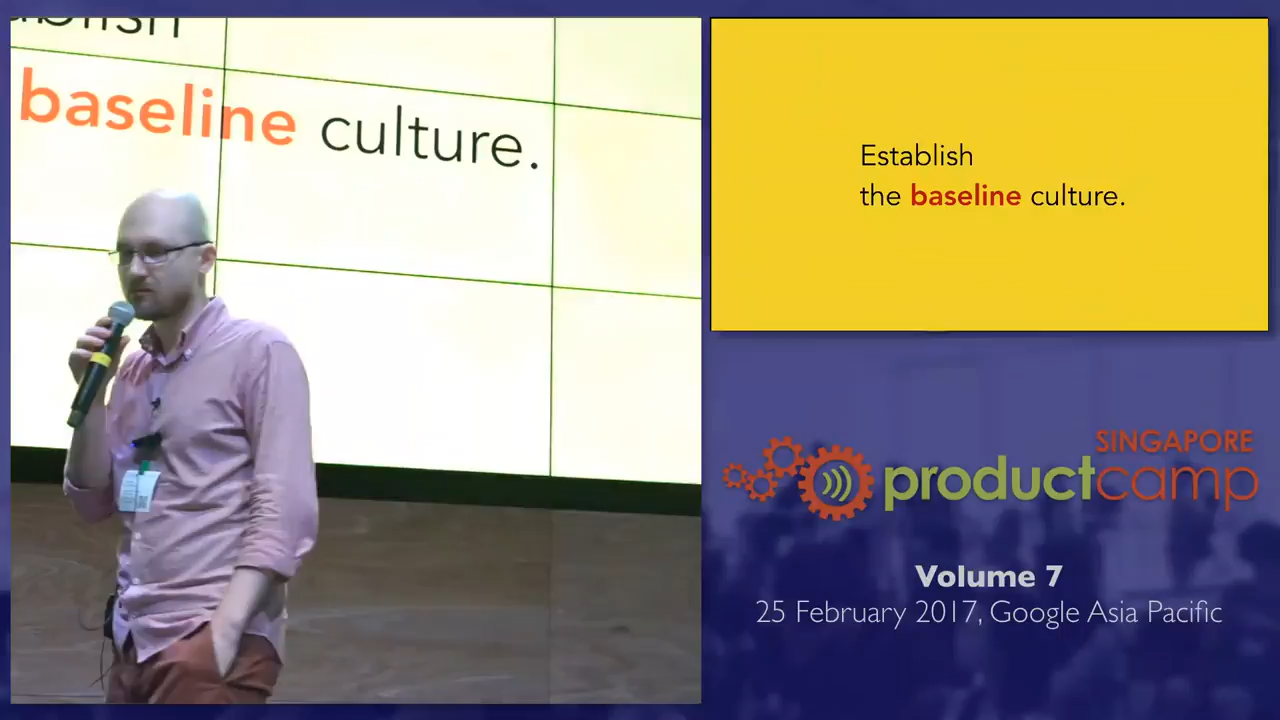 baseline culture.
Establish
the baseline culture.
SINGAPORE
productcamp
Volume 7
25 February 2017, Google Asia Pacific